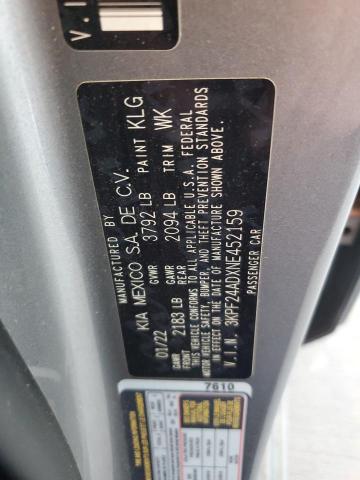 V.I
MANUFACTURED BY
KIA MEXICO S.A. DE C.V.
01/22 GVWR 3792 LB PAINT KLG
GAWR FRONT 2183 LB GAWR REAR 2094 LB TRIM WK
THIS VEHICLE CONFORMS TO ALL APPLICABLE U.S.A. FEDERAL
MOTOR VEHICLE SAFETY, BUMPER, AND THEFT PREVENTION STANDARDS
IN EFFECT ON THE DATE OF MANUFACTURE SHOWN ABOVE.
V.I.N. 3KPF24ADXNE452159
PASSENGER CAR
7610